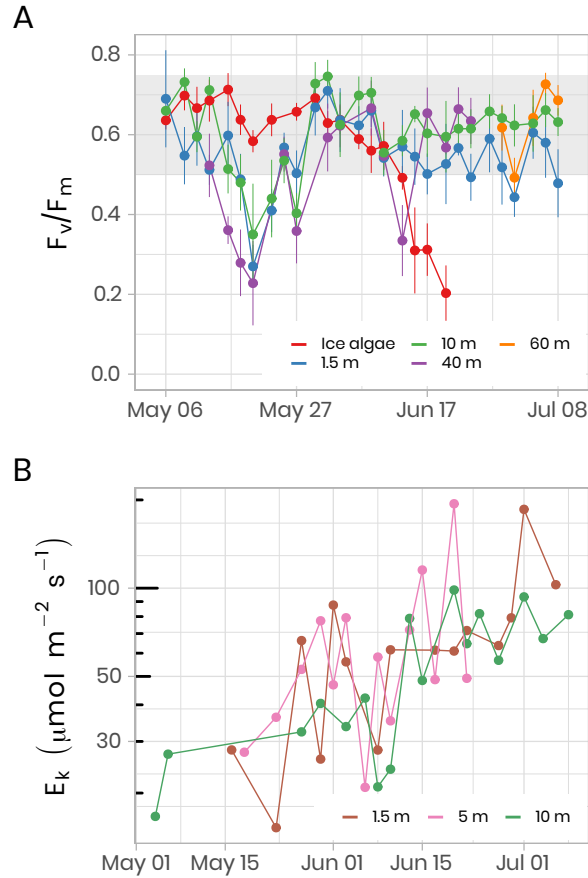 A
0.8
0.6
0.4
0.2
0.0
Fv/Fm
Ice algae 10 m 60 m
1.5 m 40 m
May 06 May 27 Jun 17 Jul 08
B
100
50
30
Ek (μmol m−2 s−1)
1.5 m 5 m 10 m
May 01 May 15 Jun 01 Jun 15 Jul 01